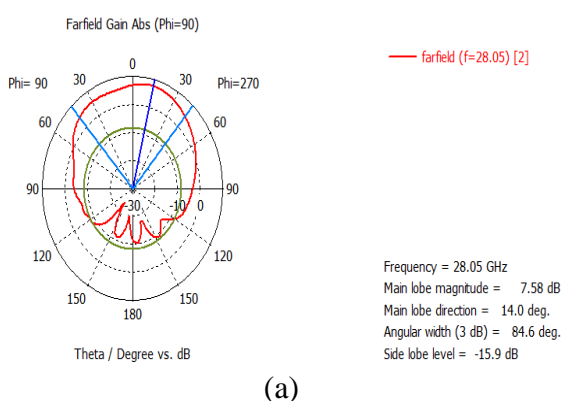 Farfield Gain Abs (Phi=90)
farfield (f=28.05) [2]
0
30
30
Phi= 90
Phi=270
60
60
90
-30
-10
0
90
120
120
150
150
180
Frequency = 28.05 GHz
Main lobe magnitude = 7.58 dB
Main lobe direction = 14.0 deg.
Angular width (3 dB) = 84.6 deg.
Side lobe level = -15.9 dB
Theta / Degree vs. dB
(a)